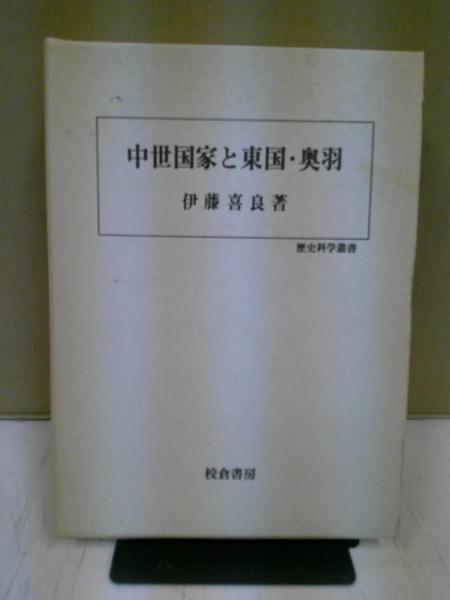 中世国家と東国・奥羽
伊藤喜良著
歴史科学叢書
校倉書房